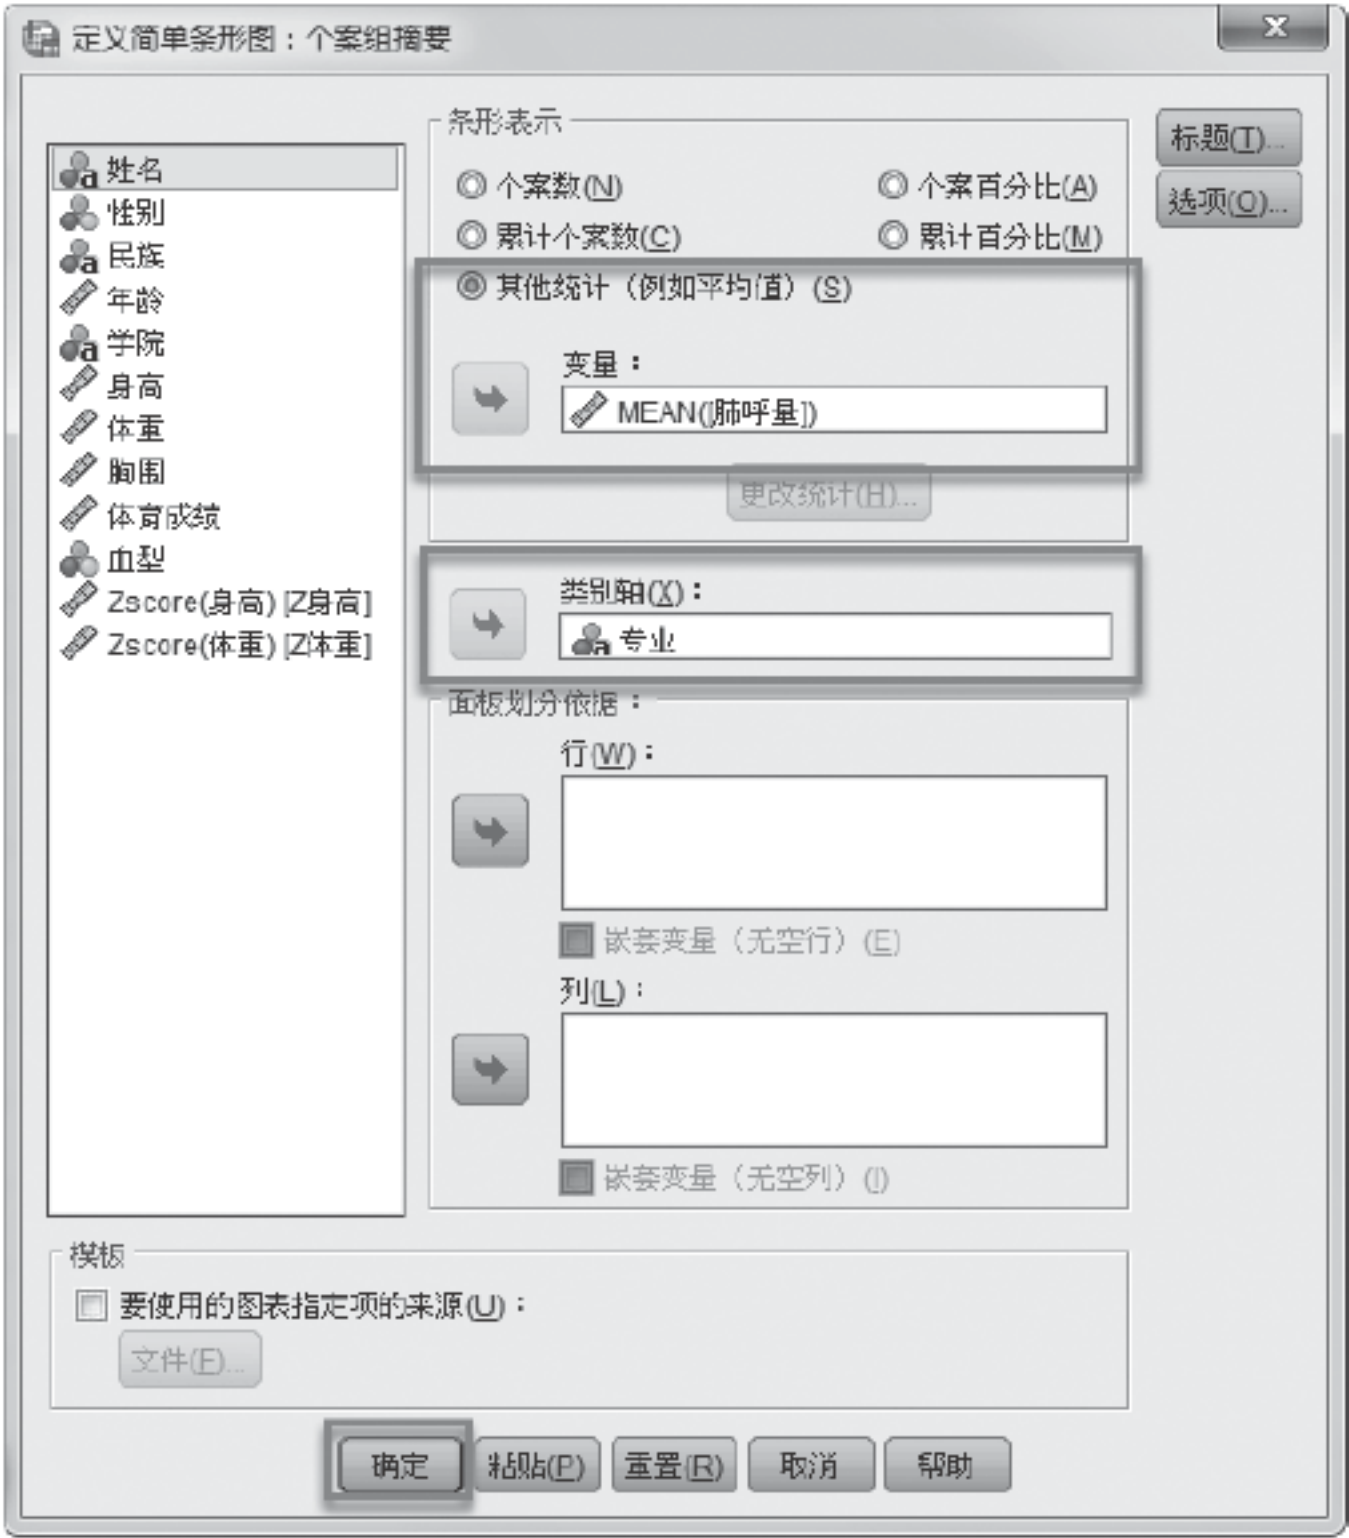 定义简单条形图：个案组摘要
姓名
性别
民族
年龄
学院
身高
体重
胸围
体育成绩
血型
Zscore(身高) [Z身高]
Zscore(体重) [Z体重]
条形表示
个案数(N)
个案百分比(A)
累计个案数(C)
累计百分比(M)
其他统计（例如平均值）(S)
变量：
MEAN([肺呼量])
更改统计(H)...
类别轴(X)：
专业
面板划分依据：
行(W)：
嵌套变量（无空行）(E)
列(L)：
嵌套变量（无空列）(I)
标题(T)...
选项(O)...
模板
要使用的图表指定项的来源(U)：
文件(F)...
确定
粘贴(P)
重置(R)
取消
帮助